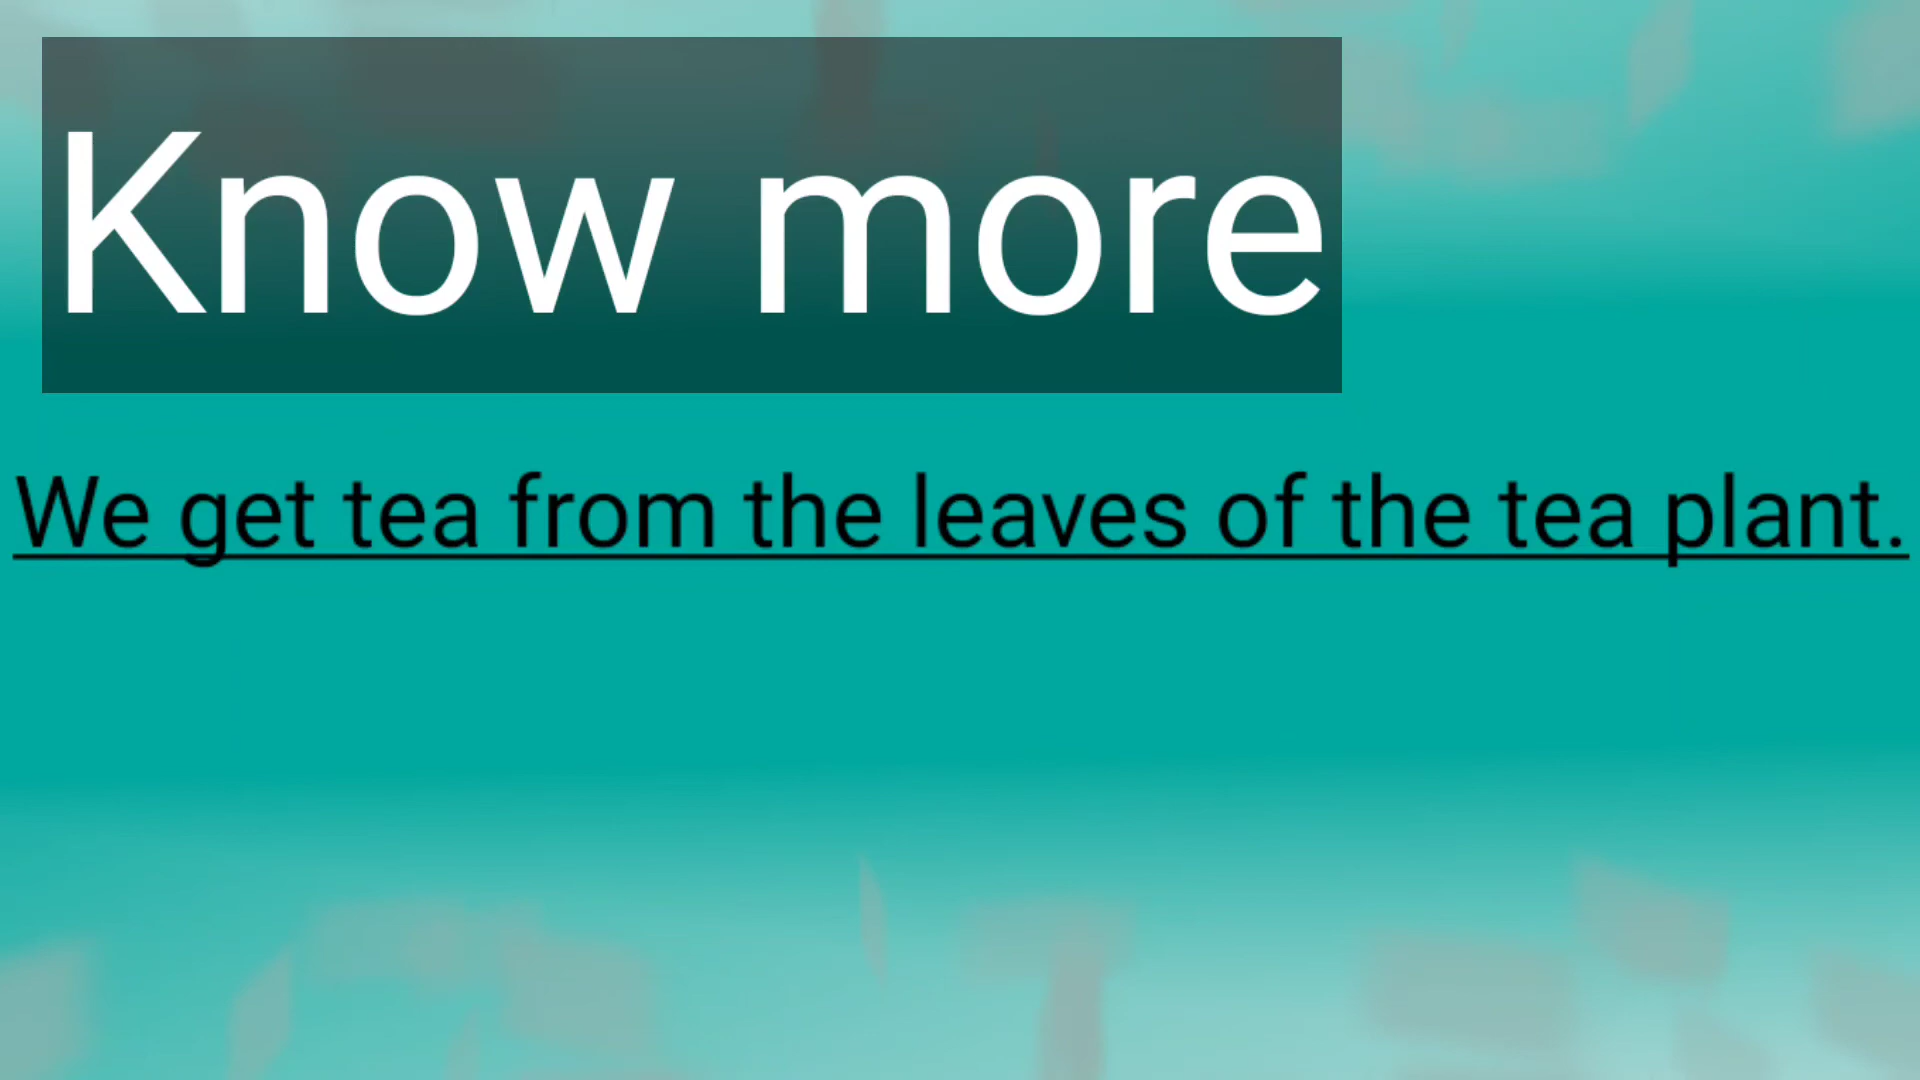 Know more
We get tea from the leaves of the tea plant.